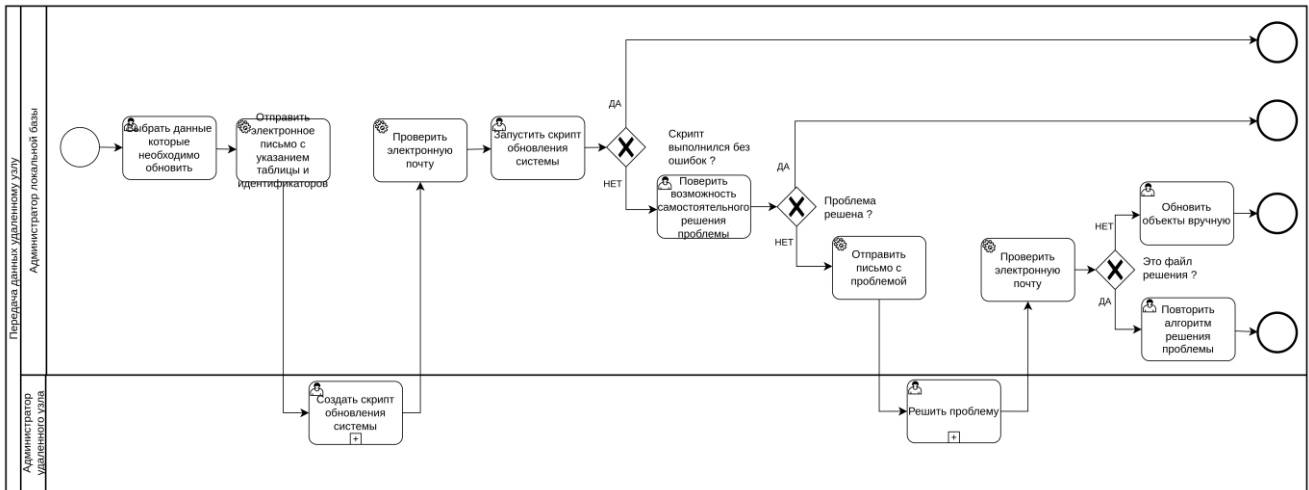 Передача данных удаленному узлу
Администратор локальной базы
Выбрать данные
которые
необходимо
обновить
Отправить
электронное
письмо с
указанием
таблицы и
идентификаторов
Проверить
электронную
почту
Запустить скрипт
обновления
системы
ДА
НЕТ
Скрипт
выполнился без
ошибок ?
Поверить
возможность
самостоятельного
решения
проблемы
ДА
НЕТ
Проблема
решена ?
Отправить
письмо с
проблемой
Проверить
электронную
почту
НЕТ
ДА
Это файл
решения ?
Обновить
объекты вручную
Повторить
алгоритм
решения
проблемы
Администратор
удаленного узла
Создать скрипт
обновления
системы
Решить проблему